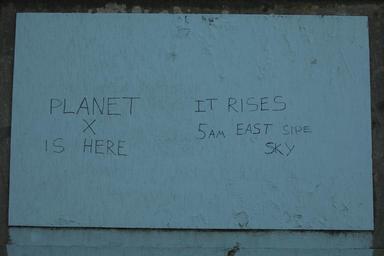 PLANET
X
IS HERE
IT RISES
5AM EAST SIDE
SKY